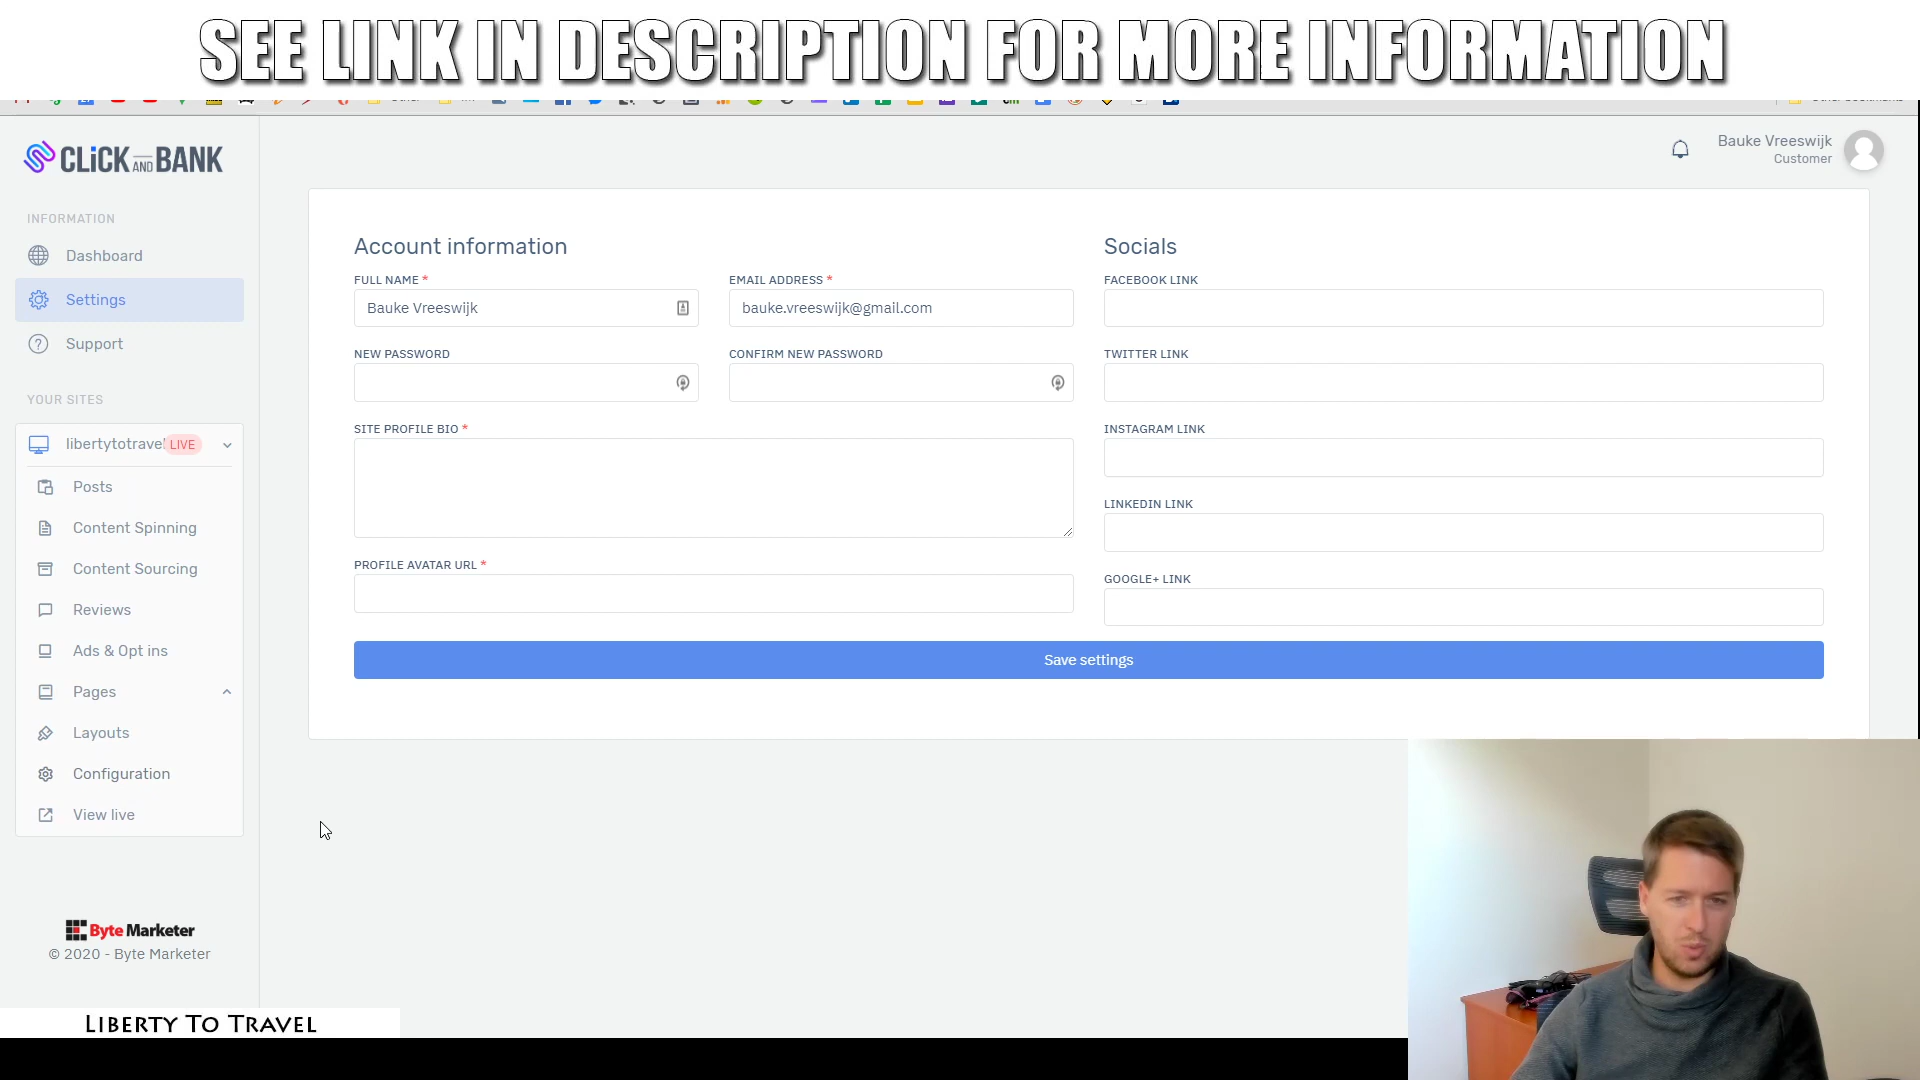 SEE LINK IN DESCRIPTION FOR MORE INFORMATION
CLiCK AND BANK
Bauke Vreeswijk
Customer
INFORMATION
Dashboard
Settings
Support
YOUR SITES
libertytotravel LIVE
Posts
Content Spinning
Content Sourcing
Reviews
Ads & Opt ins
Pages
Layouts
Configuration
View live
Byte Marketer
© 2020 - Byte Marketer
Account information
FULL NAME *
Bauke Vreeswijk
EMAIL ADDRESS *
bauke.vreeswijk@gmail.com
NEW PASSWORD
CONFIRM NEW PASSWORD
SITE PROFILE BIO *
PROFILE AVATAR URL *
Socials
FACEBOOK LINK
TWITTER LINK
INSTAGRAM LINK
LINKEDIN LINK
GOOGLE+ LINK
Save settings
LIBERTY TO TRAVEL